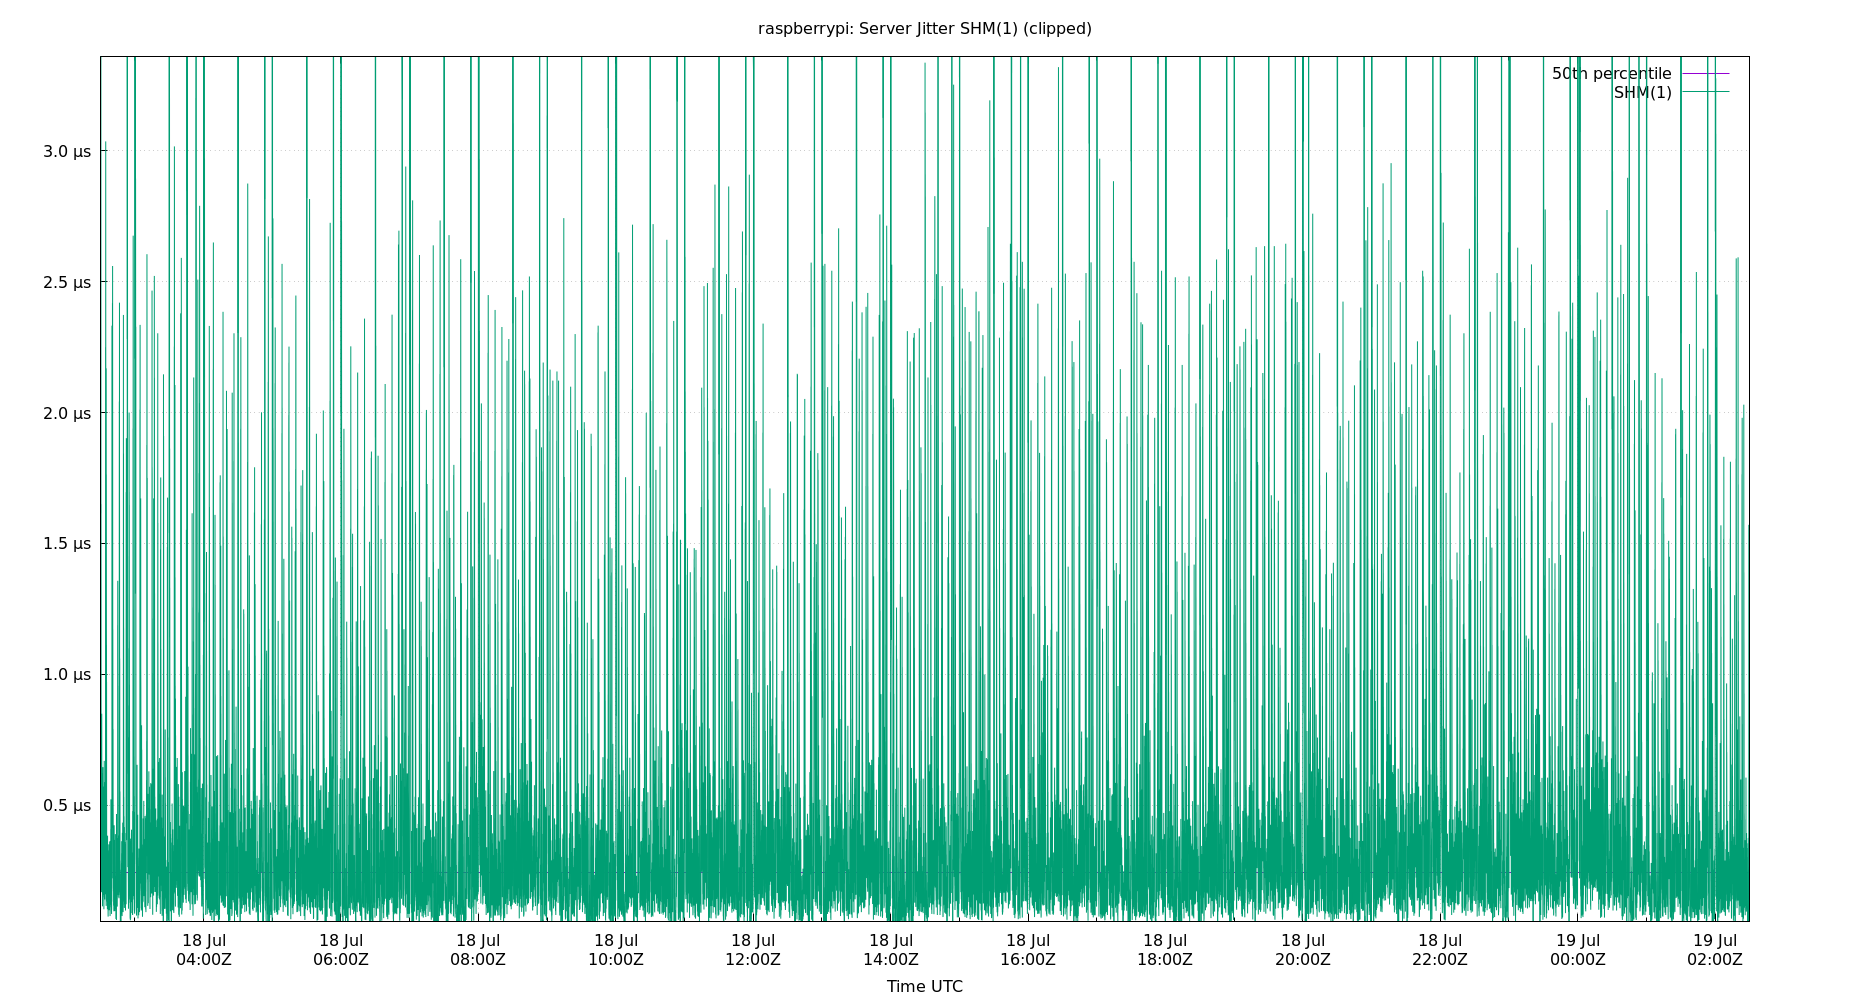 raspberrypi: Server Jitter SHM(1) (clipped)
50th percentile
SHM(1)
3.0 µs
2.5 µs
2.0 µs
1.5 µs
1.0 µs
0.5 µs
18 Jul 18 Jul 18 Jul 18 Jul 18 Jul 18 Jul 18 Jul 18 Jul 18 Jul 18 Jul 19 Jul 19 Jul
04:00Z 06:00Z 08:00Z 10:00Z 12:00Z 14:00Z 16:00Z 18:00Z 20:00Z 22:00Z 00:00Z 02:00Z
Time UTC